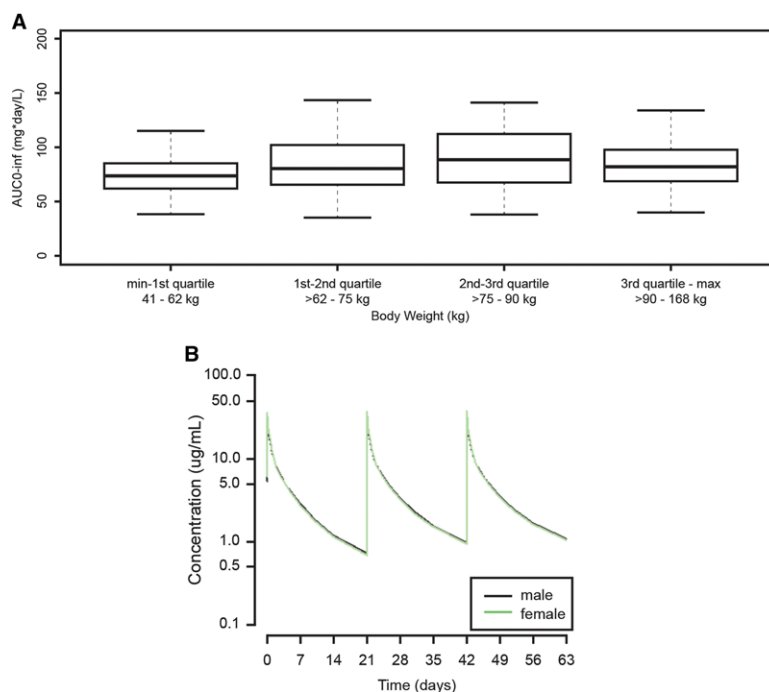 A
AUC0-inf (mg*day/L)
200
150
100
50
0
min-1st quartile 1st-2nd quartile 2nd-3rd quartile 3rd quartile - max
41 - 62 kg >62 - 75 kg >75 - 90 kg >90 - 168 kg
Body Weight (kg)
B
Concentration (ug/mL)
100.0
50.0
10.0
5.0
1.0
0.5
0.1
male
female
0 7 14 21 28 35 42 49 56 63
Time (days)